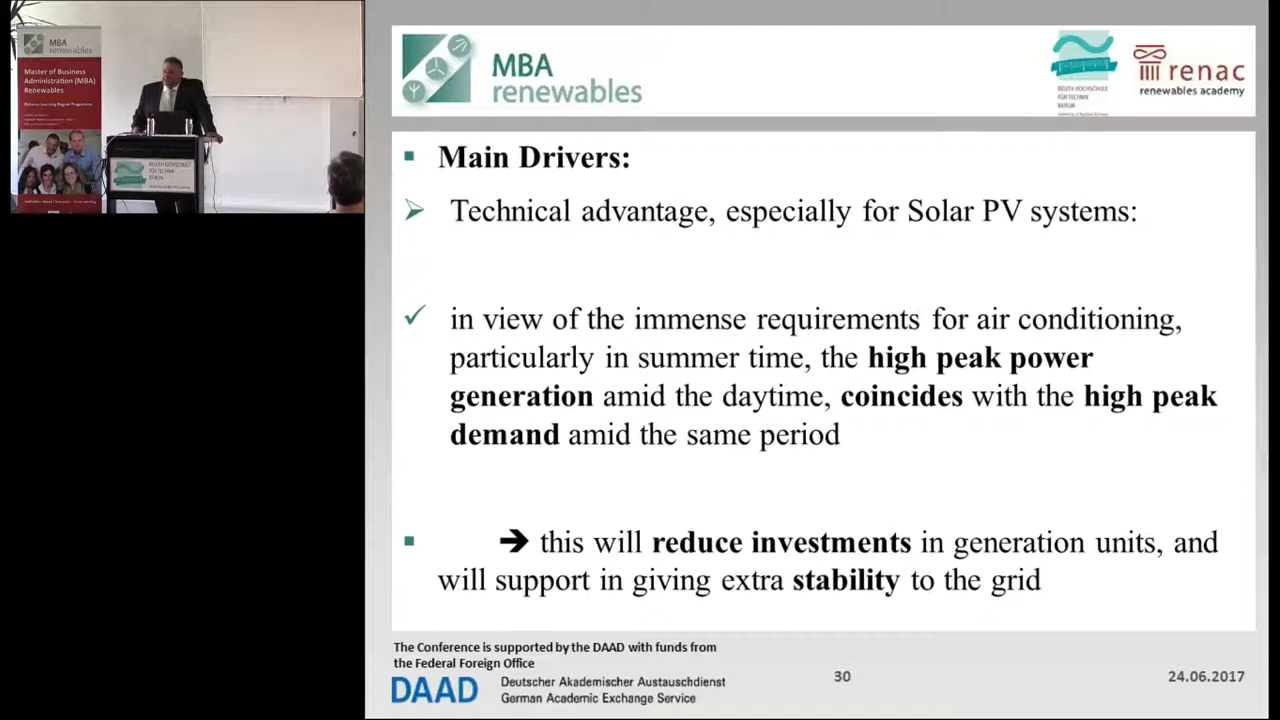 MBA
renewables
Master of Business
Administration (MBA)
Renewables
MBA
renewables
BEUTH HOCHSCHULE
FÜR TECHNIK
BERLIN
renac
renewables academy
Main Drivers:
Technical advantage, especially for Solar PV systems:
in view of the immense requirements for air conditioning,
particularly in summer time, the high peak power
generation amid the daytime, coincides with the high peak
demand amid the same period
➔ this will reduce investments in generation units, and
will support in giving extra stability to the grid
The Conference is supported by the DAAD with funds from
the Federal Foreign Office
DAAD
Deutscher Akademischer Austauschdienst
German Academic Exchange Service
30
24.06.2017